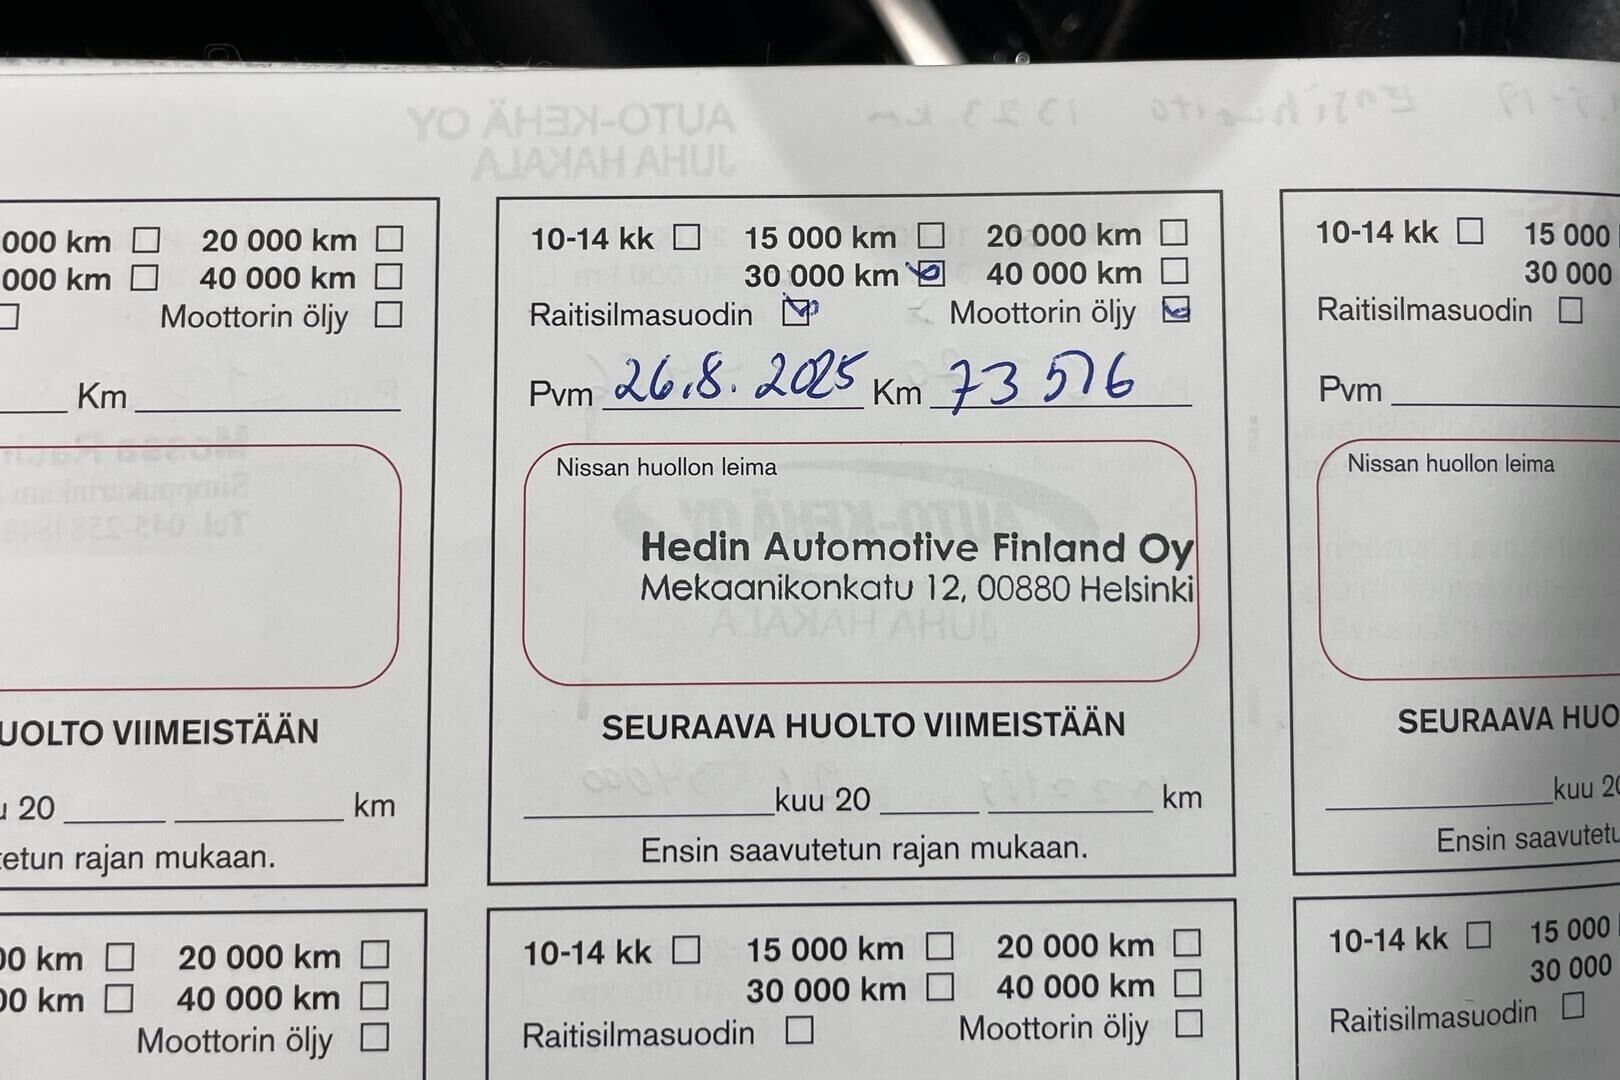 AUTO-KEHÄ OY
JUHA HAKALA
000 km 20 000 km
000 km 40 000 km
Moottorin öljy
Km
UOLTO VIIMEISTÄÄN
20 km
etun rajan mukaan.
10-14 kk 15 000 km 20 000 km
30 000 km 40 000 km
Raitisilmasuodin Moottorin öljy
Pvm 26.8.2025 Km 73 576
Nissan huollon leima
Hedin Automotive Finland Oy
Mekaanikonkatu 12, 00880 Helsinki
SEURAAVA HUOLTO VIIMEISTÄÄN
kuu 20 km
Ensin saavutetun rajan mukaan.
10-14 kk 15 000
30 000
Raitisilmasuodin
Pvm
Nissan huollon leima
SEURAAVA HUO
kuu 20
Ensin saavutetu
00 km 20 000 km
00 km 40 000 km
Moottorin öljy
10-14 kk 15 000 km 20 000 km
30 000 km 40 000 km
Raitisilmasuodin Moottorin öljy
10-14 kk 15 000
30 000
Raitisilmasuodin